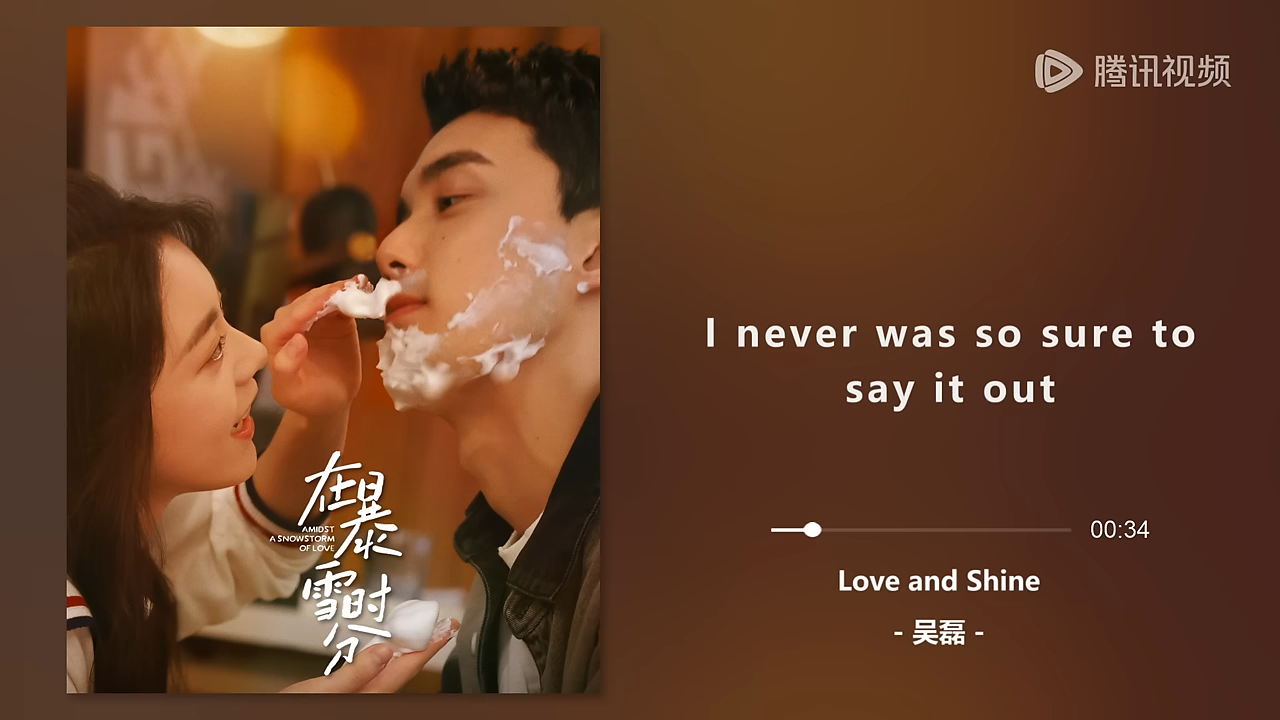 腾讯视频
I never was so sure to
say it out
00:34
Love and Shine
- 吴磊 -
在暴雪时分
AMIDST
A SNOWSTORM
OF LOVE